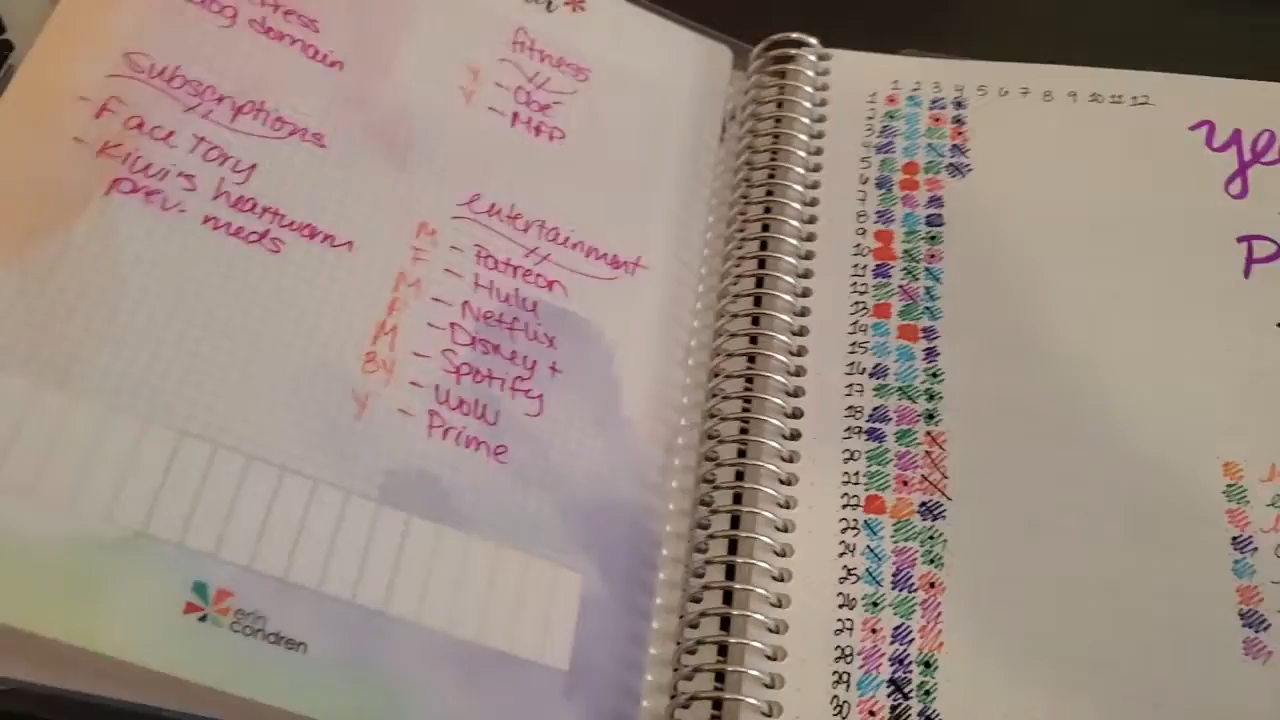 domain
Subscriptions
- Face Tory
- Kiwi's heartworm
prev. meds
fitness
Y
Y - MFP
entertainment
M - Patreon
F - Hulu
M - Netflix
F - Disney +
M - Spotify
BY - WoW
Y - Prime
erin
condren
1 2 3 4 5 6 7 8 9 10 11 12
1
2
3
4
5
6
7
8
9
10
11
12
13
14
15
16
17
18
19
20
21
22
23
24
25
26
27
28
29
30
ye
P